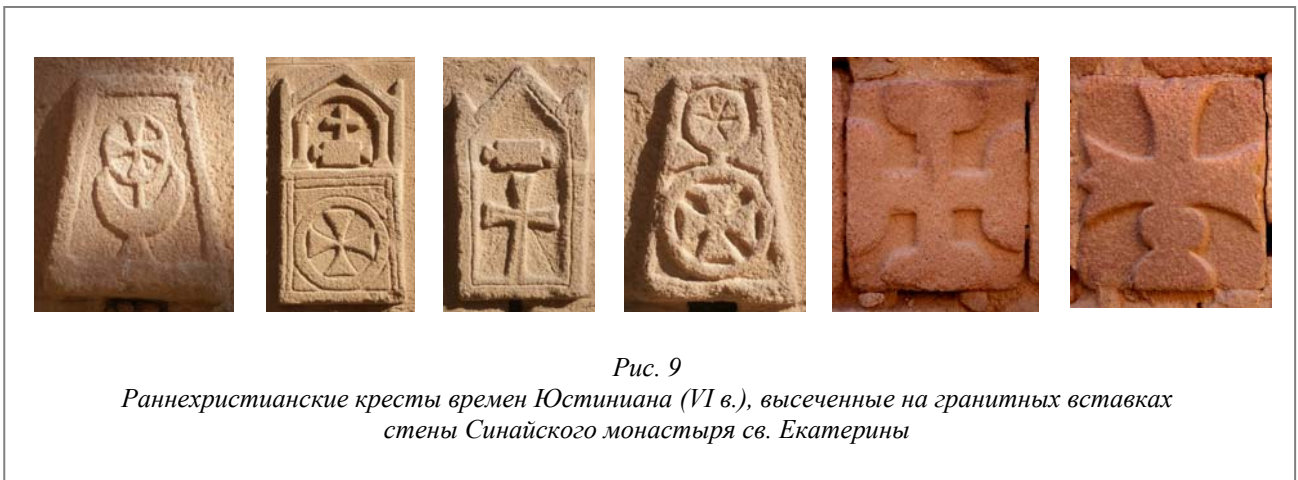 Рис. 9
Раннехристианские кресты времен Юстиниана (VI в.), высеченные на гранитных вставках
стены Синайского монастыря св. Екатерины